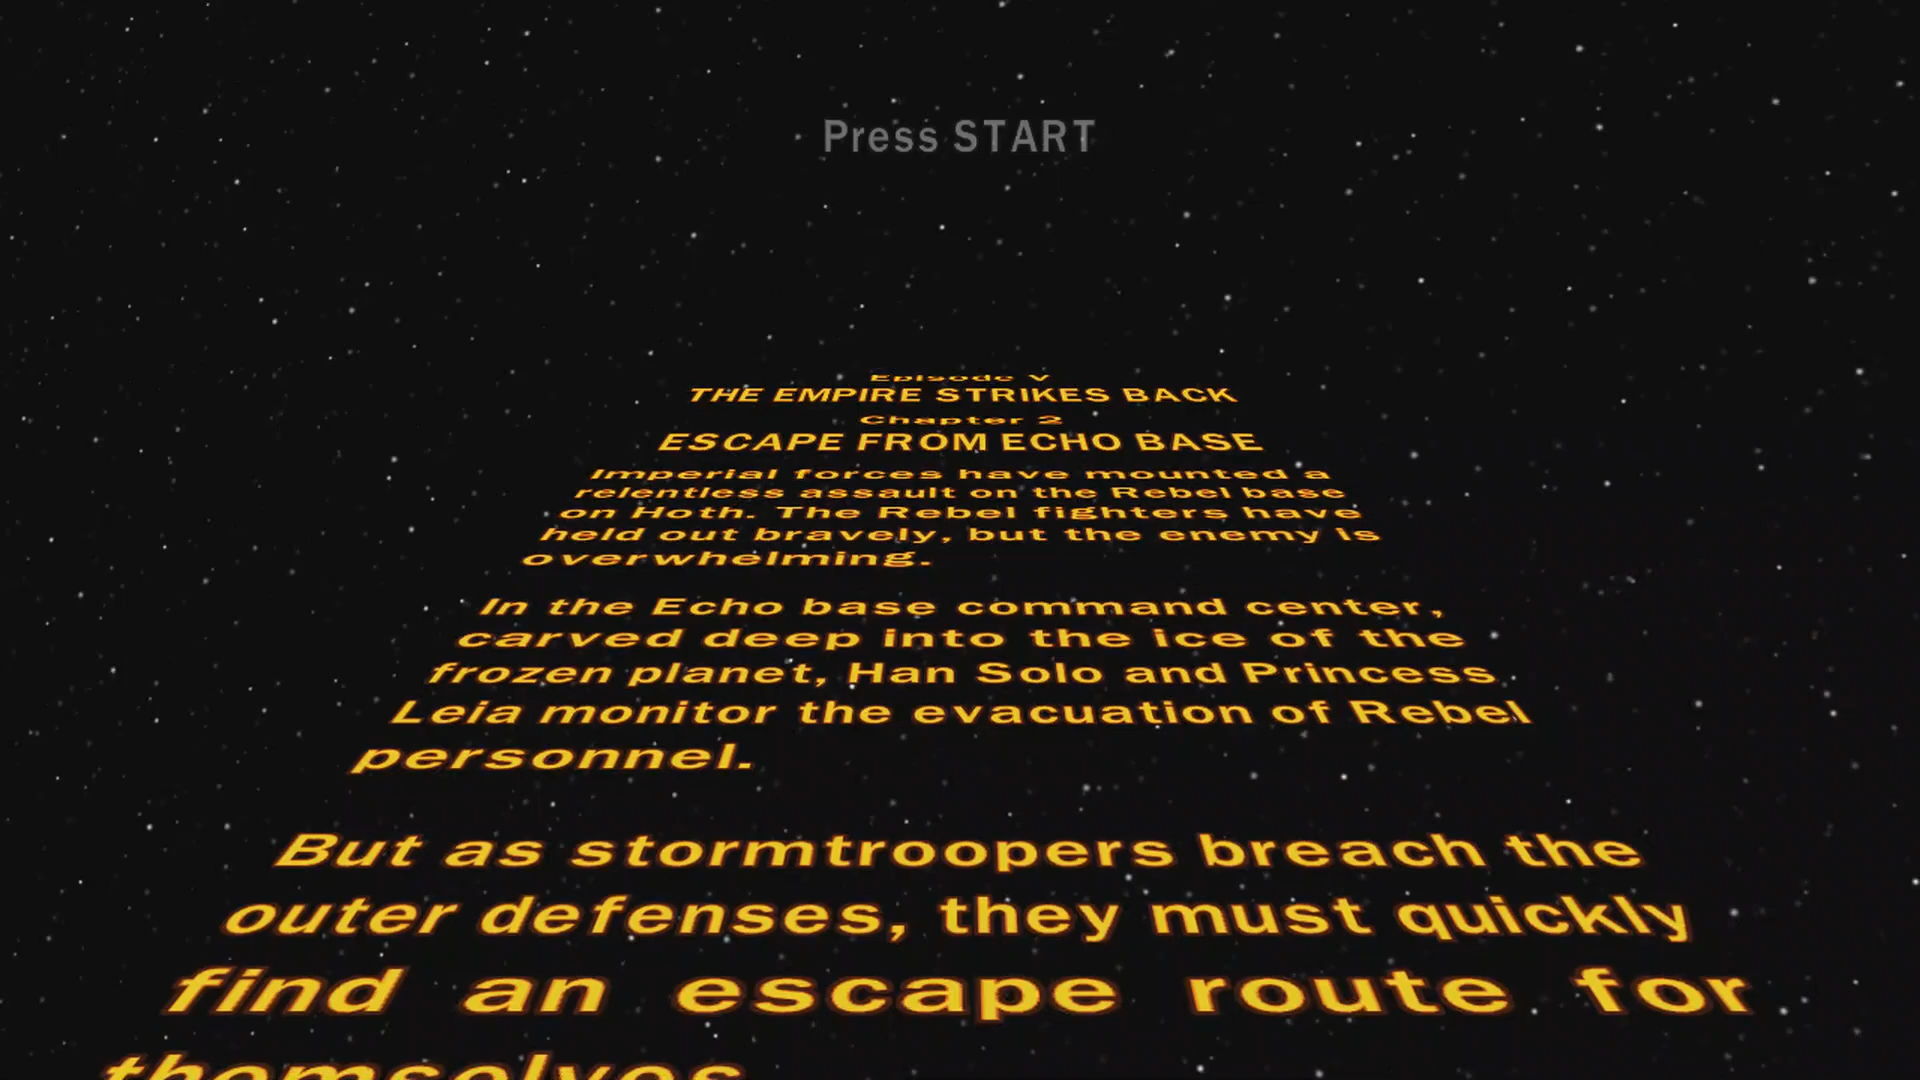 Press START
Episode V
THE EMPIRE STRIKES BACK
Chapter 2
ESCAPE FROM ECHO BASE
Imperial forces have mounted a
relentless assault on the Rebel base
on Hoth. The Rebel fighters have
held out bravely, but the enemy is
overwhelming.
In the Echo base command center,
carved deep into the ice of the
frozen planet, Han Solo and Princess
Leia monitor the evacuation of Rebel
personnel.
But as stormtroopers breach the
outer defenses, they must quickly
find an escape route for
themselves